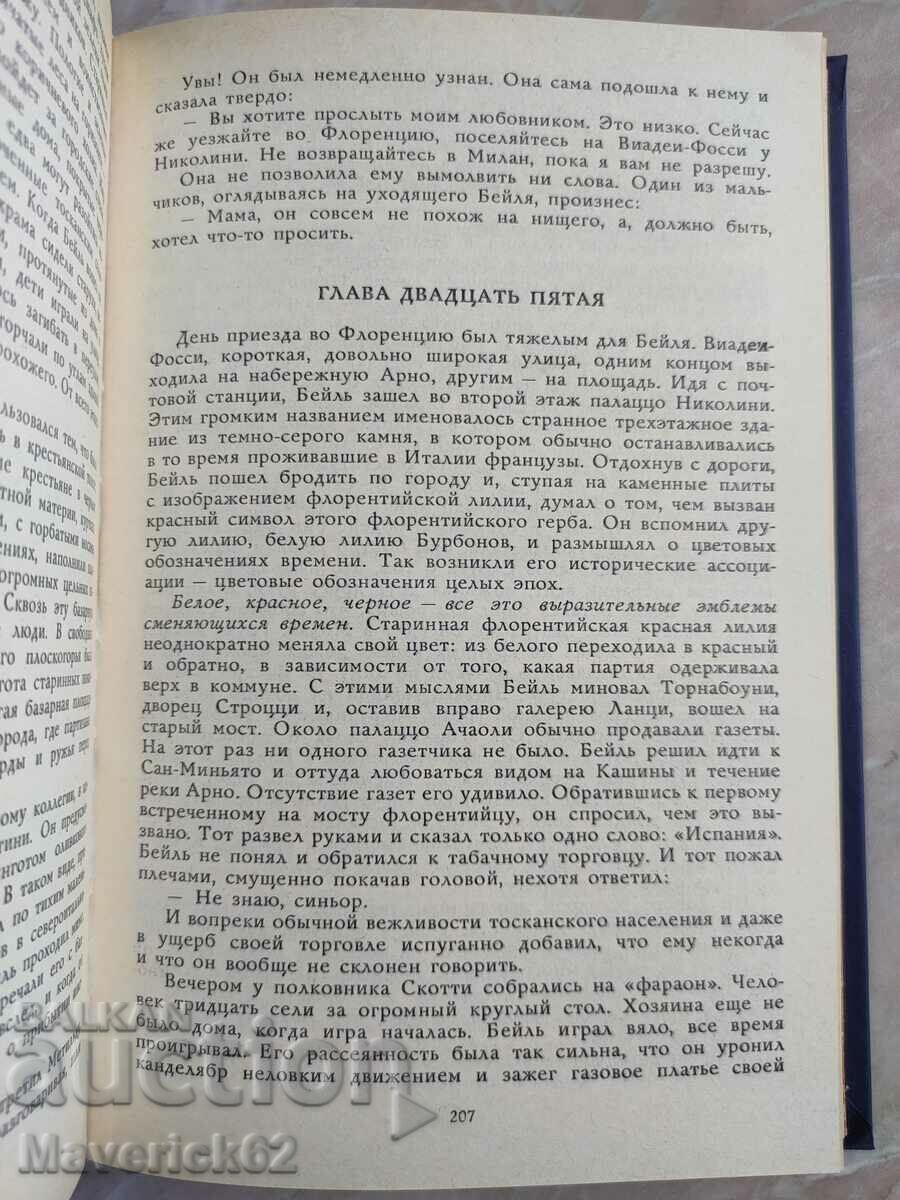 Увы! Он был немедленно узнан. Она сама подошла к нему и
сказала твердо:
— Вы хотите прослыть моим любовником. Это низко. Сейчас
же уезжайте во Флоренцию, поселяйтесь на Виадеи-Фосси у
Николини. Не возвращайтесь в Милан, пока я вам не разрешу.
Она не позволила ему вымолвить ни слова. Один из маль-
чиков, оглядываясь на уходящего Бейля, произнес:
— Мама, он совсем не похож на нищего, а, должно быть,
хотел что-то просить.
ГЛАВА ДВАДЦАТЬ ПЯТАЯ
День приезда во Флоренцию был тяжелым для Бейля. Виадеи-
Фосси, короткая, довольно широкая улица, одним концом вы-
ходила на набережную Арно, другим — на площадь. Идя с поч-
товой станции, Бейль зашел во второй этаж палаццо Николини.
Этим громким названием именовалось странное трехэтажное зда-
ние из темно-серого камня, в котором обычно останавливались
в то время проживавшие в Италии французы. Отдохнув с дороги,
Бейль пошел бродить по городу и, ступая на каменные плиты
с изображением флорентийской лилии, думал о том, чем вызван
красный символ этого флорентийского герба. Он вспомнил дру-
гую лилию, белую лилию Бурбонов, и размышлял о цветовых
обозначениях времени. Так возникли его исторические ассоци-
ации — цветовые обозначения целых эпох.
Белое, красное, черное — все это выразительные эмблемы
сменяющихся времен. Старинная флорентийская красная лилия
неоднократно меняла свой цвет: из белого переходила в красный
и обратно, в зависимости от того, какая партия одерживала
верх в коммуне. С этими мыслями Бейль миновал Торнабоуни,
дворец Строцци и, оставив вправо галерею Ланци, вошел на
старый мост. Около палаццо Ачаоли обычно продавали газеты.
На этот раз ни одного газетчика не было. Бейль решил идти к
Сан-Миньято и оттуда любоваться видом на Кашины и течение
реки Арно. Отсутствие газет его удивило. Обратившись к первому
встреченному на мосту флорентийцу, он спросил, чем это вы-
звано. Тот развел руками и сказал только одно слово: «Испания».
Бейль не понял и обратился к табачному торговцу. И тот пожал
плечами, смущенно покачав головой, нехотя ответил:
— Не знаю, синьор.
И вопреки обычной вежливости тосканского населения и даже
в ущерб своей торговле испуганно добавил, что ему некогда
и что он вообще не склонен говорить.
Вечером у полковника Скотти собрались на «фараон». Чело-
век тридцать сели за огромный круглый стол. Хозяина еще не
было дома, когда игра началась. Бейль играл вяло, все время
проигрывал. Его рассеянность была так сильна, что он уронил
канделябр неловким движением и зажег газовое платье своей
207
BALKAN
auction
Maverick62